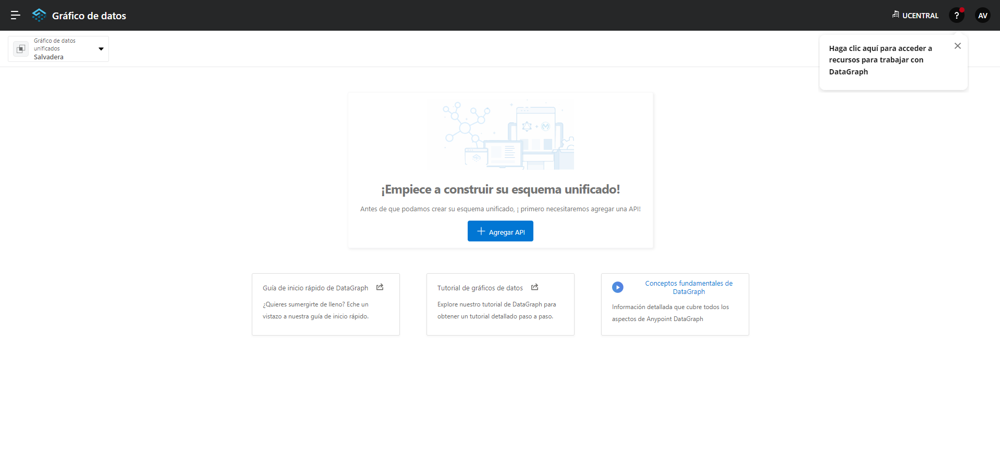 Gráfico de datos
UCENTRAL
?
AV
Gráfico de datos
unificados
Salvadera
Haga clic aquí para acceder a
recursos para trabajar con
DataGraph
¡Empiece a construir su esquema unificado!
Antes de que podamos crear su esquema unificado, ¡ primero necesitaremos agregar una API!
Agregar API
Guía de inicio rápido de DataGraph
¿Quieres sumergirte de lleno? Eche un
vistazo a nuestra guía de inicio rápido.
Tutorial de gráficos de datos
Explore nuestro tutorial de DataGraph para
obtener un tutorial detallado paso a paso.
Conceptos fundamentales de
DataGraph
Información detallada que cubre todos los
aspectos de Anypoint DataGraph